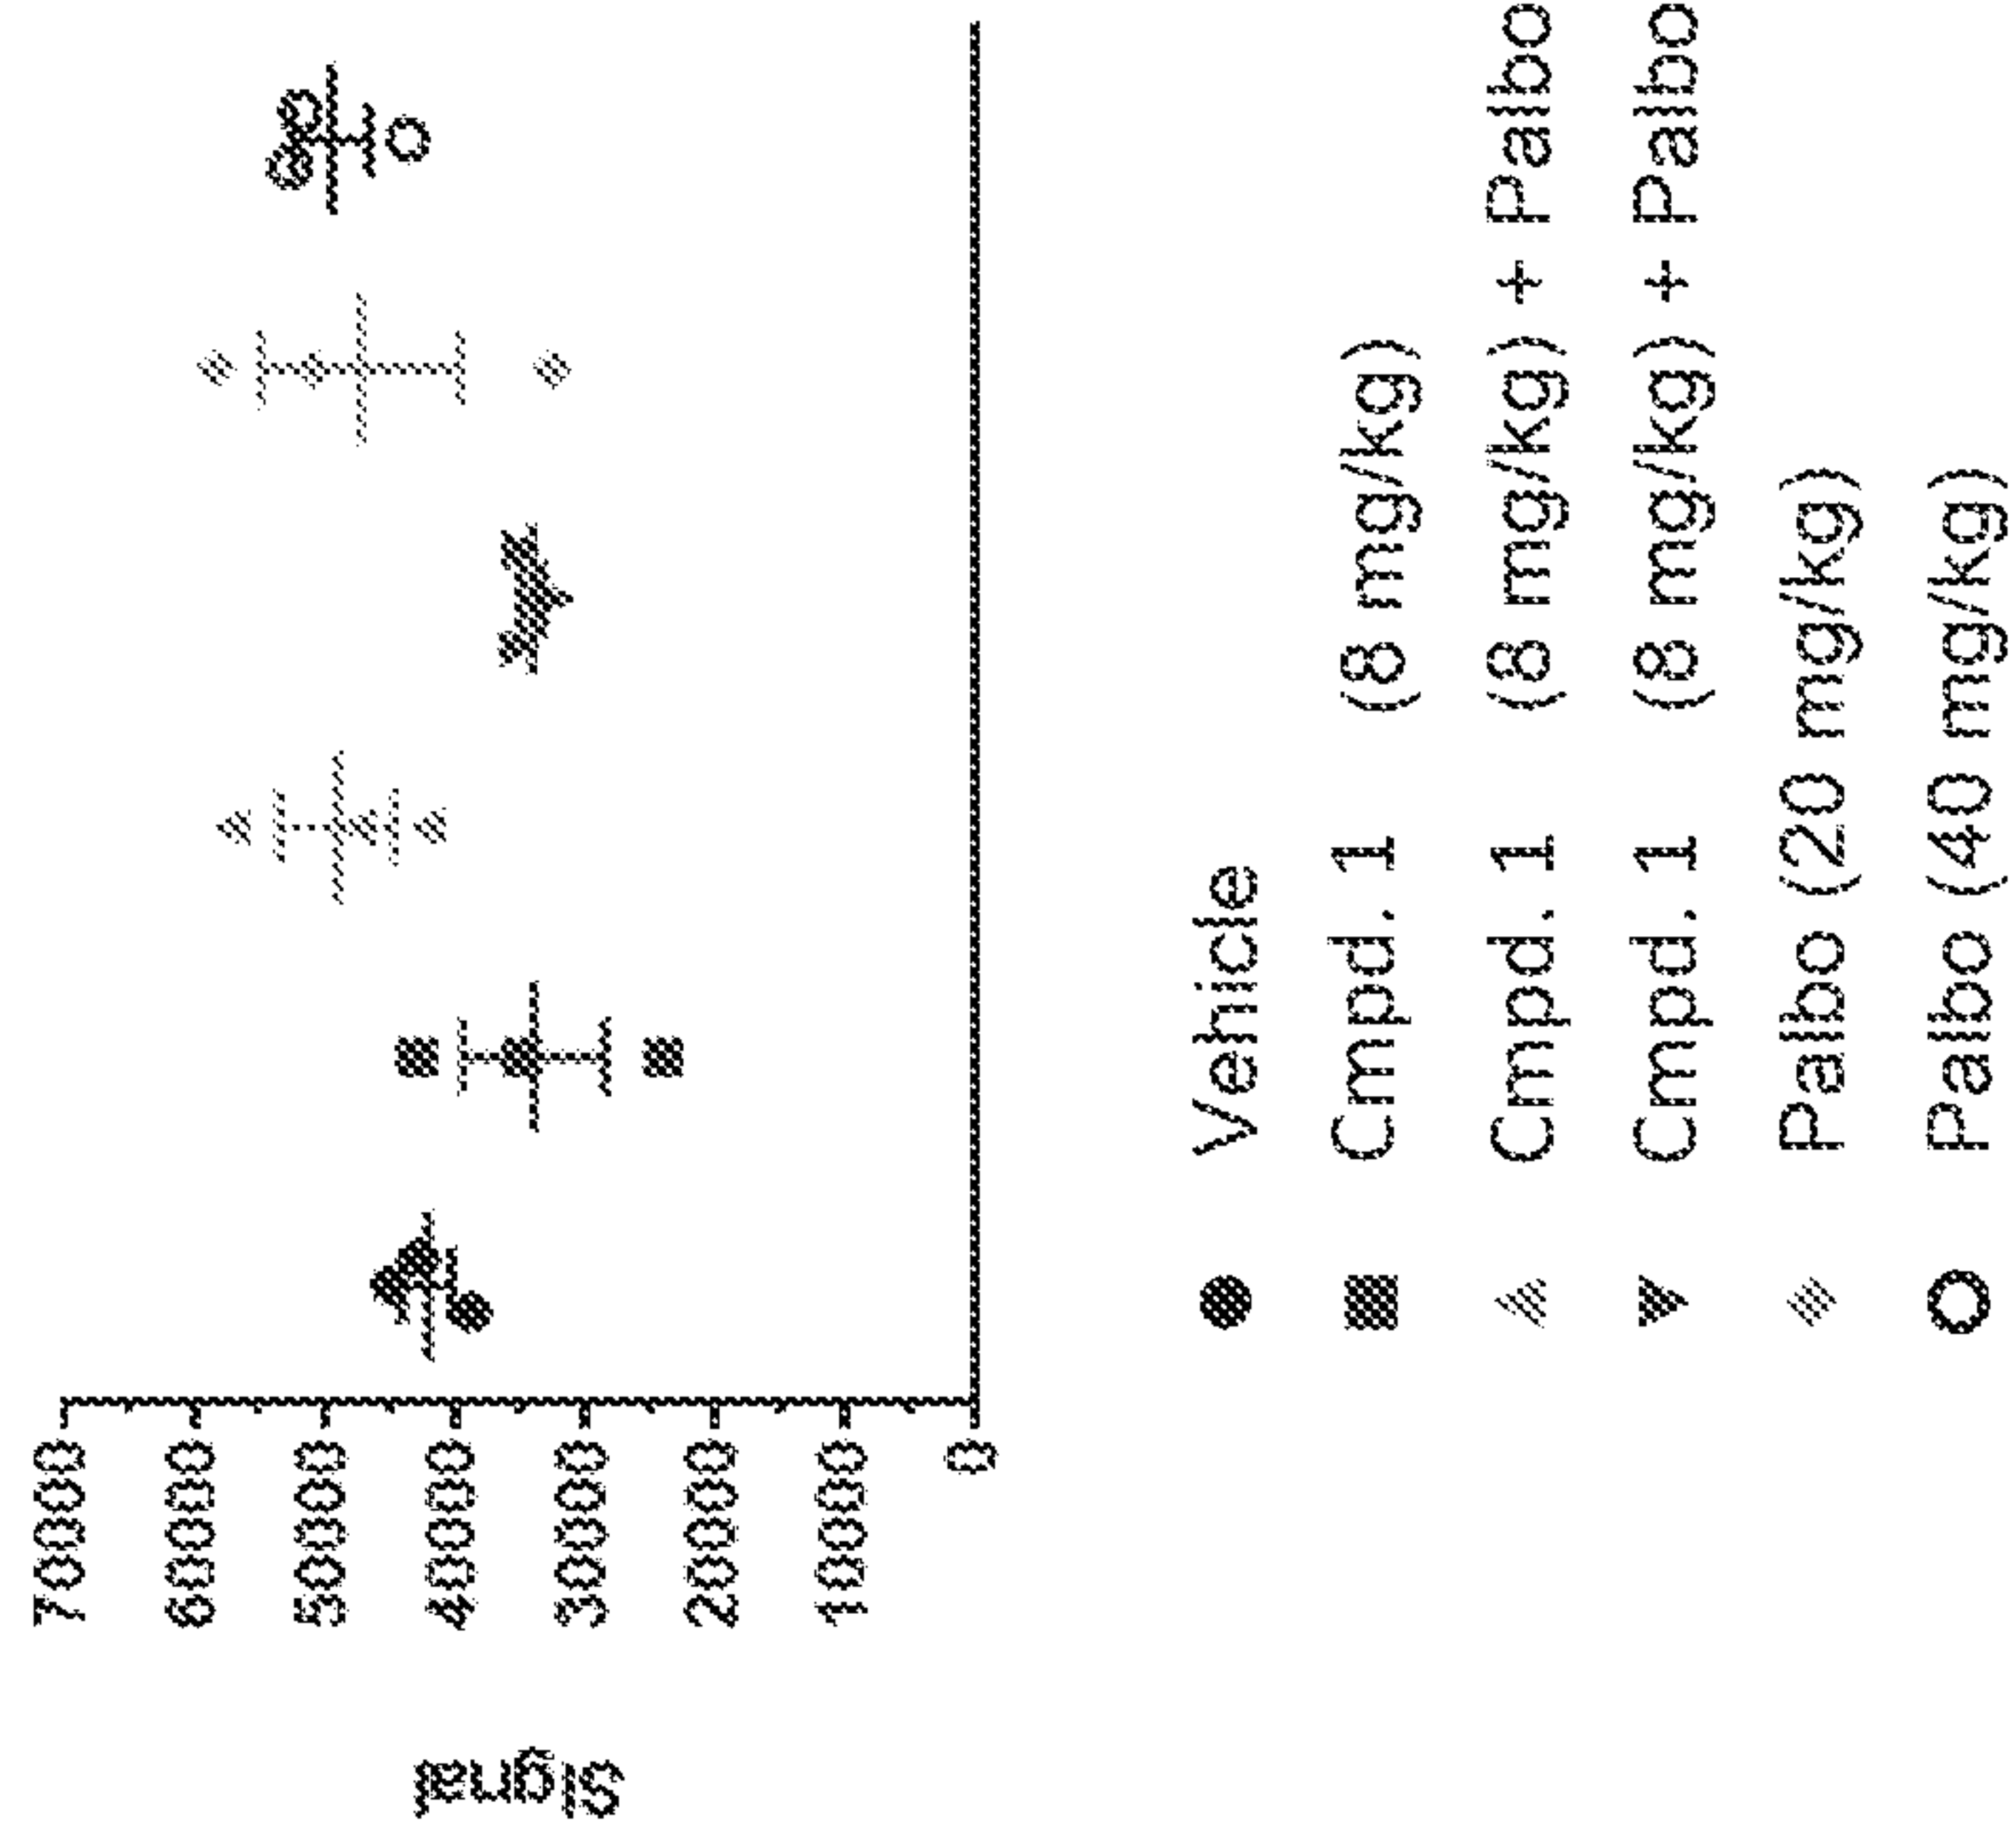 Signal
70000
60000
50000
40000
30000
20000
10000
0
Vehicle
Cmpd. 1 (8 mg/kg)
Cmpd. 1 (8 mg/kg) + Palbo
Cmpd. 1 (8 mg/kg) + Palbo
Palbo (20 mg/kg)
Palbo (40 mg/kg)